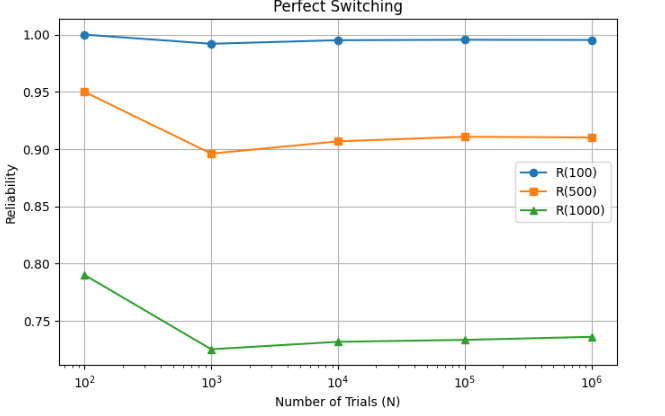 Perfect Switching
Reliability
1.00
0.95
0.90
0.85
0.80
0.75
R(100)
R(500)
R(1000)
10² 10³ 10⁴ 10⁵ 10⁶
Number of Trials (N)